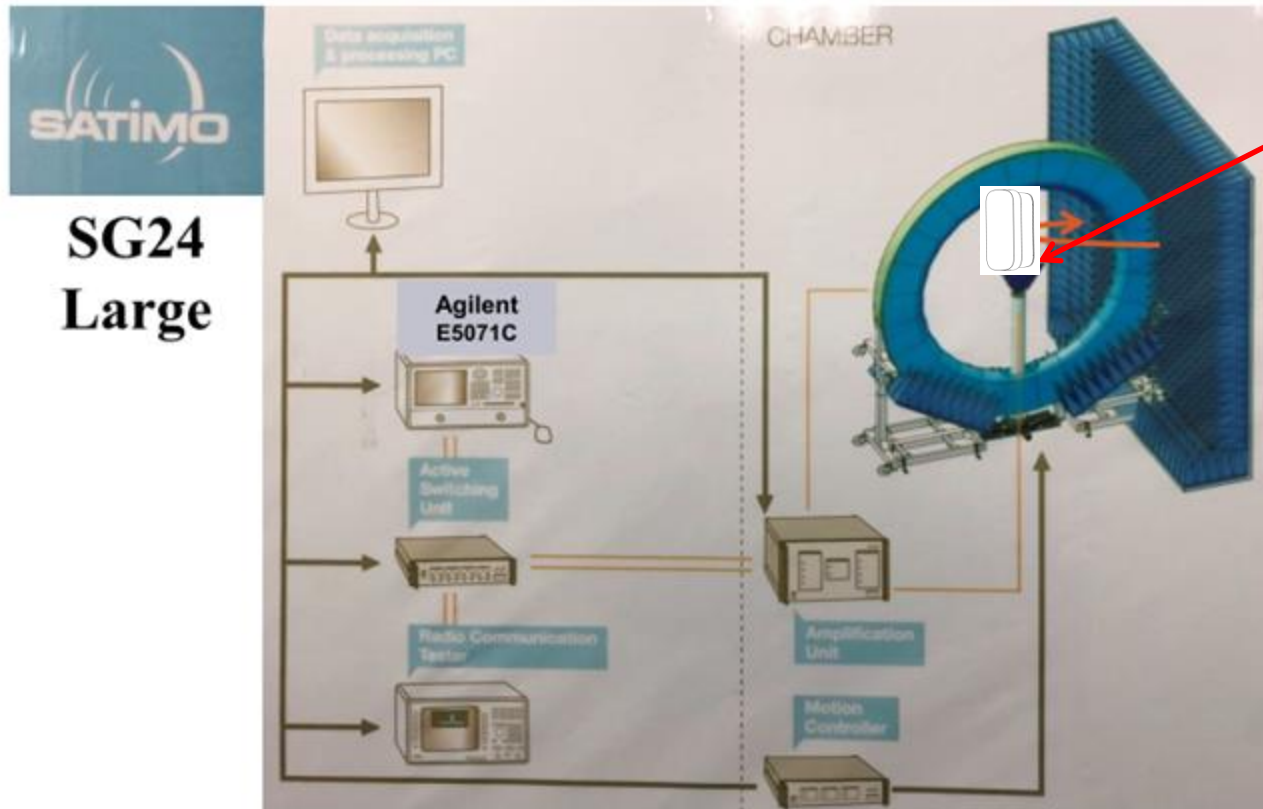 SATIMO
SG24
Large
Data acquisition
& processing PC
CHAMBER
Agilent
E5071C
Active
Switching
Unit
Radio Communication
Tester
Amplification
Unit
Motion
Controller